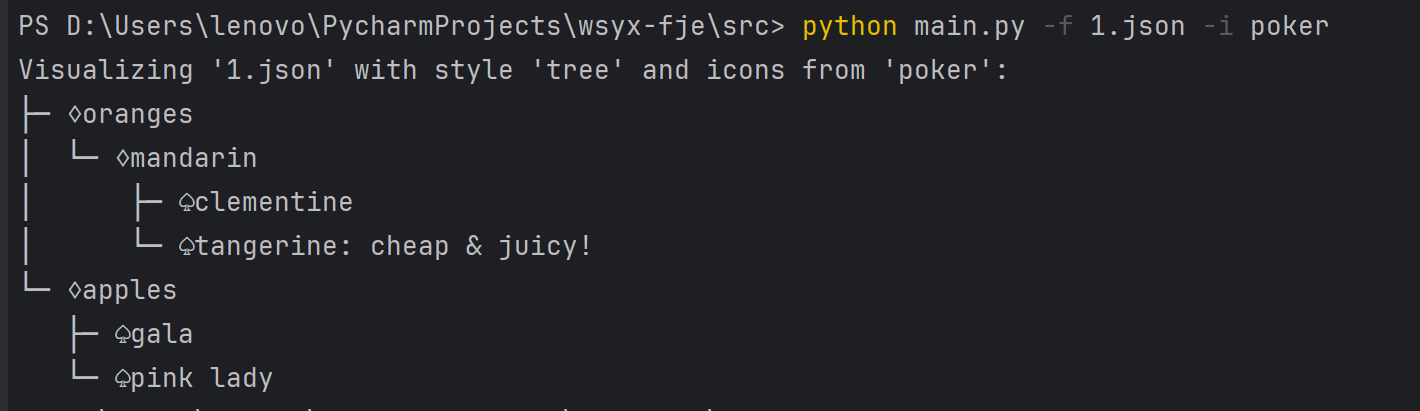 PS D:\Users\lenovo\PycharmProjects\wsyx-fje\src> python main.py -f 1.json -i poker
Visualizing '1.json' with style 'tree' and icons from 'poker':
├─ ♢oranges
│  └─ ♢mandarin
│      ├─ ♤clementine
│      └─ ♤tangerine: cheap & juicy!
└─ ♢apples
   ├─ ♤gala
   └─ ♤pink lady